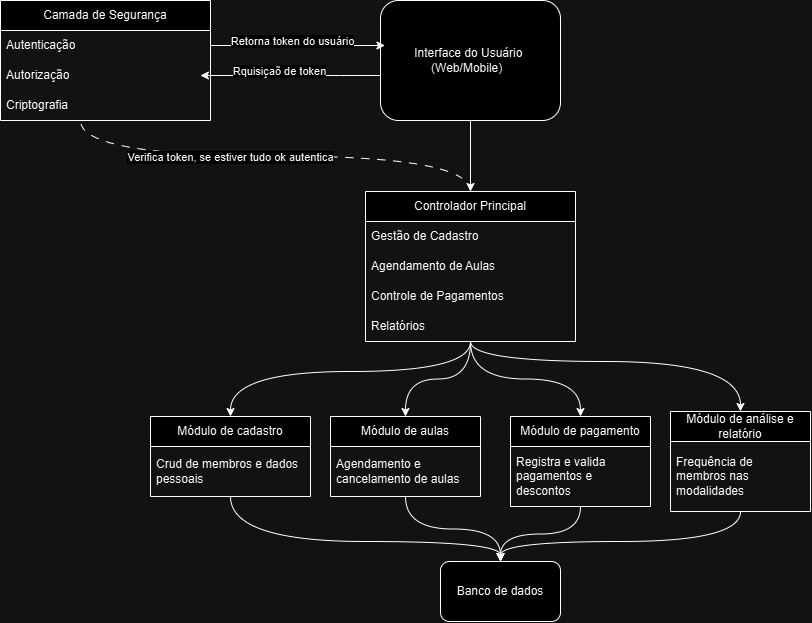 Camada de Segurança
Autenticação
Autorização
Criptografia
Retorna token do usuário
Rquisiçaõ de token
Interface do Usuário
(Web/Mobile)
Verifica token, se estiver tudo ok autentica
Controlador Principal
Gestão de Cadastro
Agendamento de Aulas
Controle de Pagamentos
Relatórios
Módulo de cadastro
Crud de membros e dados
pessoais
Módulo de aulas
Agendamento e
cancelamento de aulas
Módulo de pagamento
Registra e valida
pagamentos e
descontos
Módulo de análise e
relatório
Frequência de
membros nas
modalidades
Banco de dados